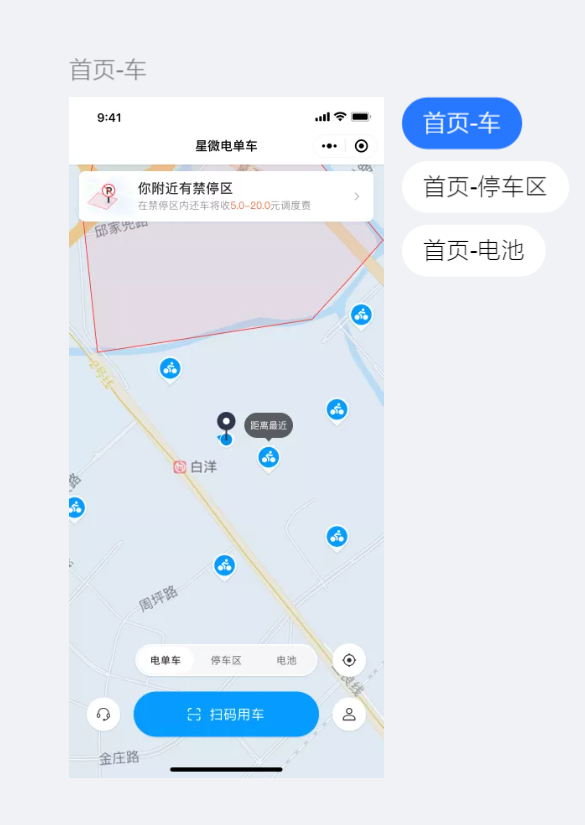 首页-车
首页-车
首页-停车区
首页-电池
9:41
星微电单车
你附近有禁停区
在禁停区内还车将收5.0-20.0元调度费
邱家兜路
2号线
距离最近
白洋
周坪路
电单车
停车区
电池
扫码用车
金庄路